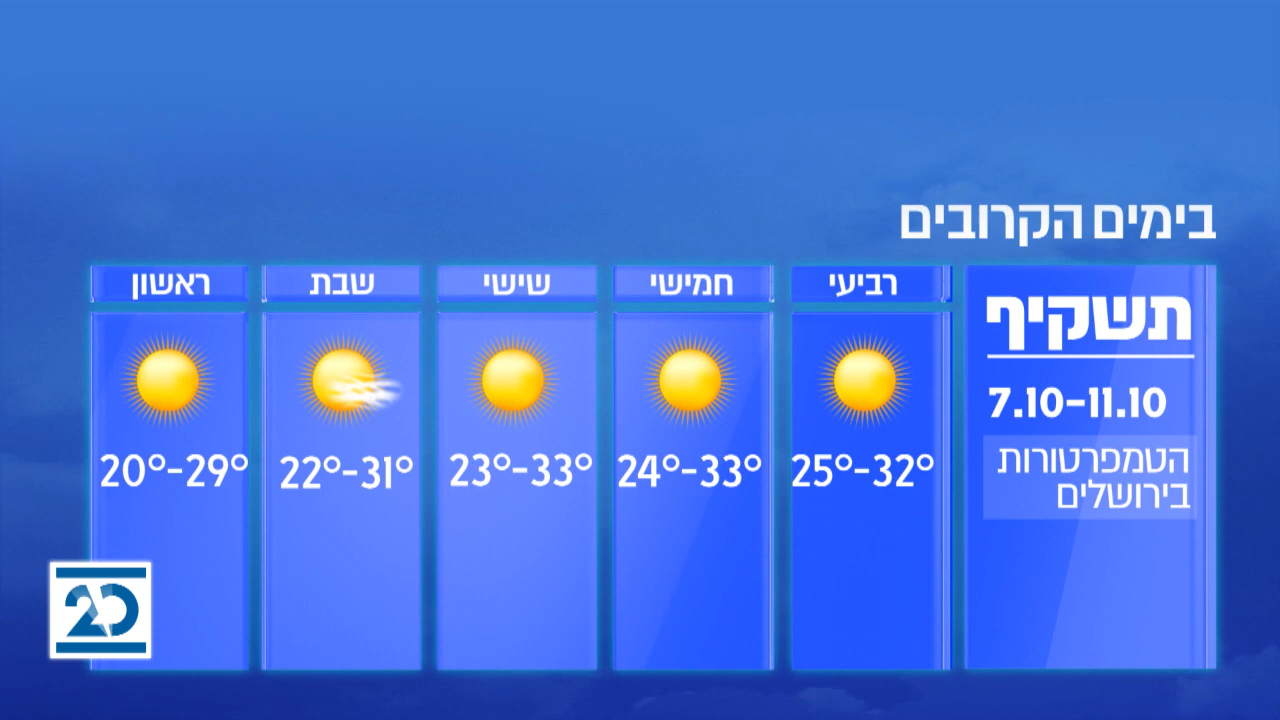 בימים הקרובים
תשקיף
7.10-11.10
הטמפרטורות
בירושלים
רביעי
25°-32°
חמישי
24°-33°
שישי
23°-33°
שבת
22°-31°
ראשון
20°-29°
20